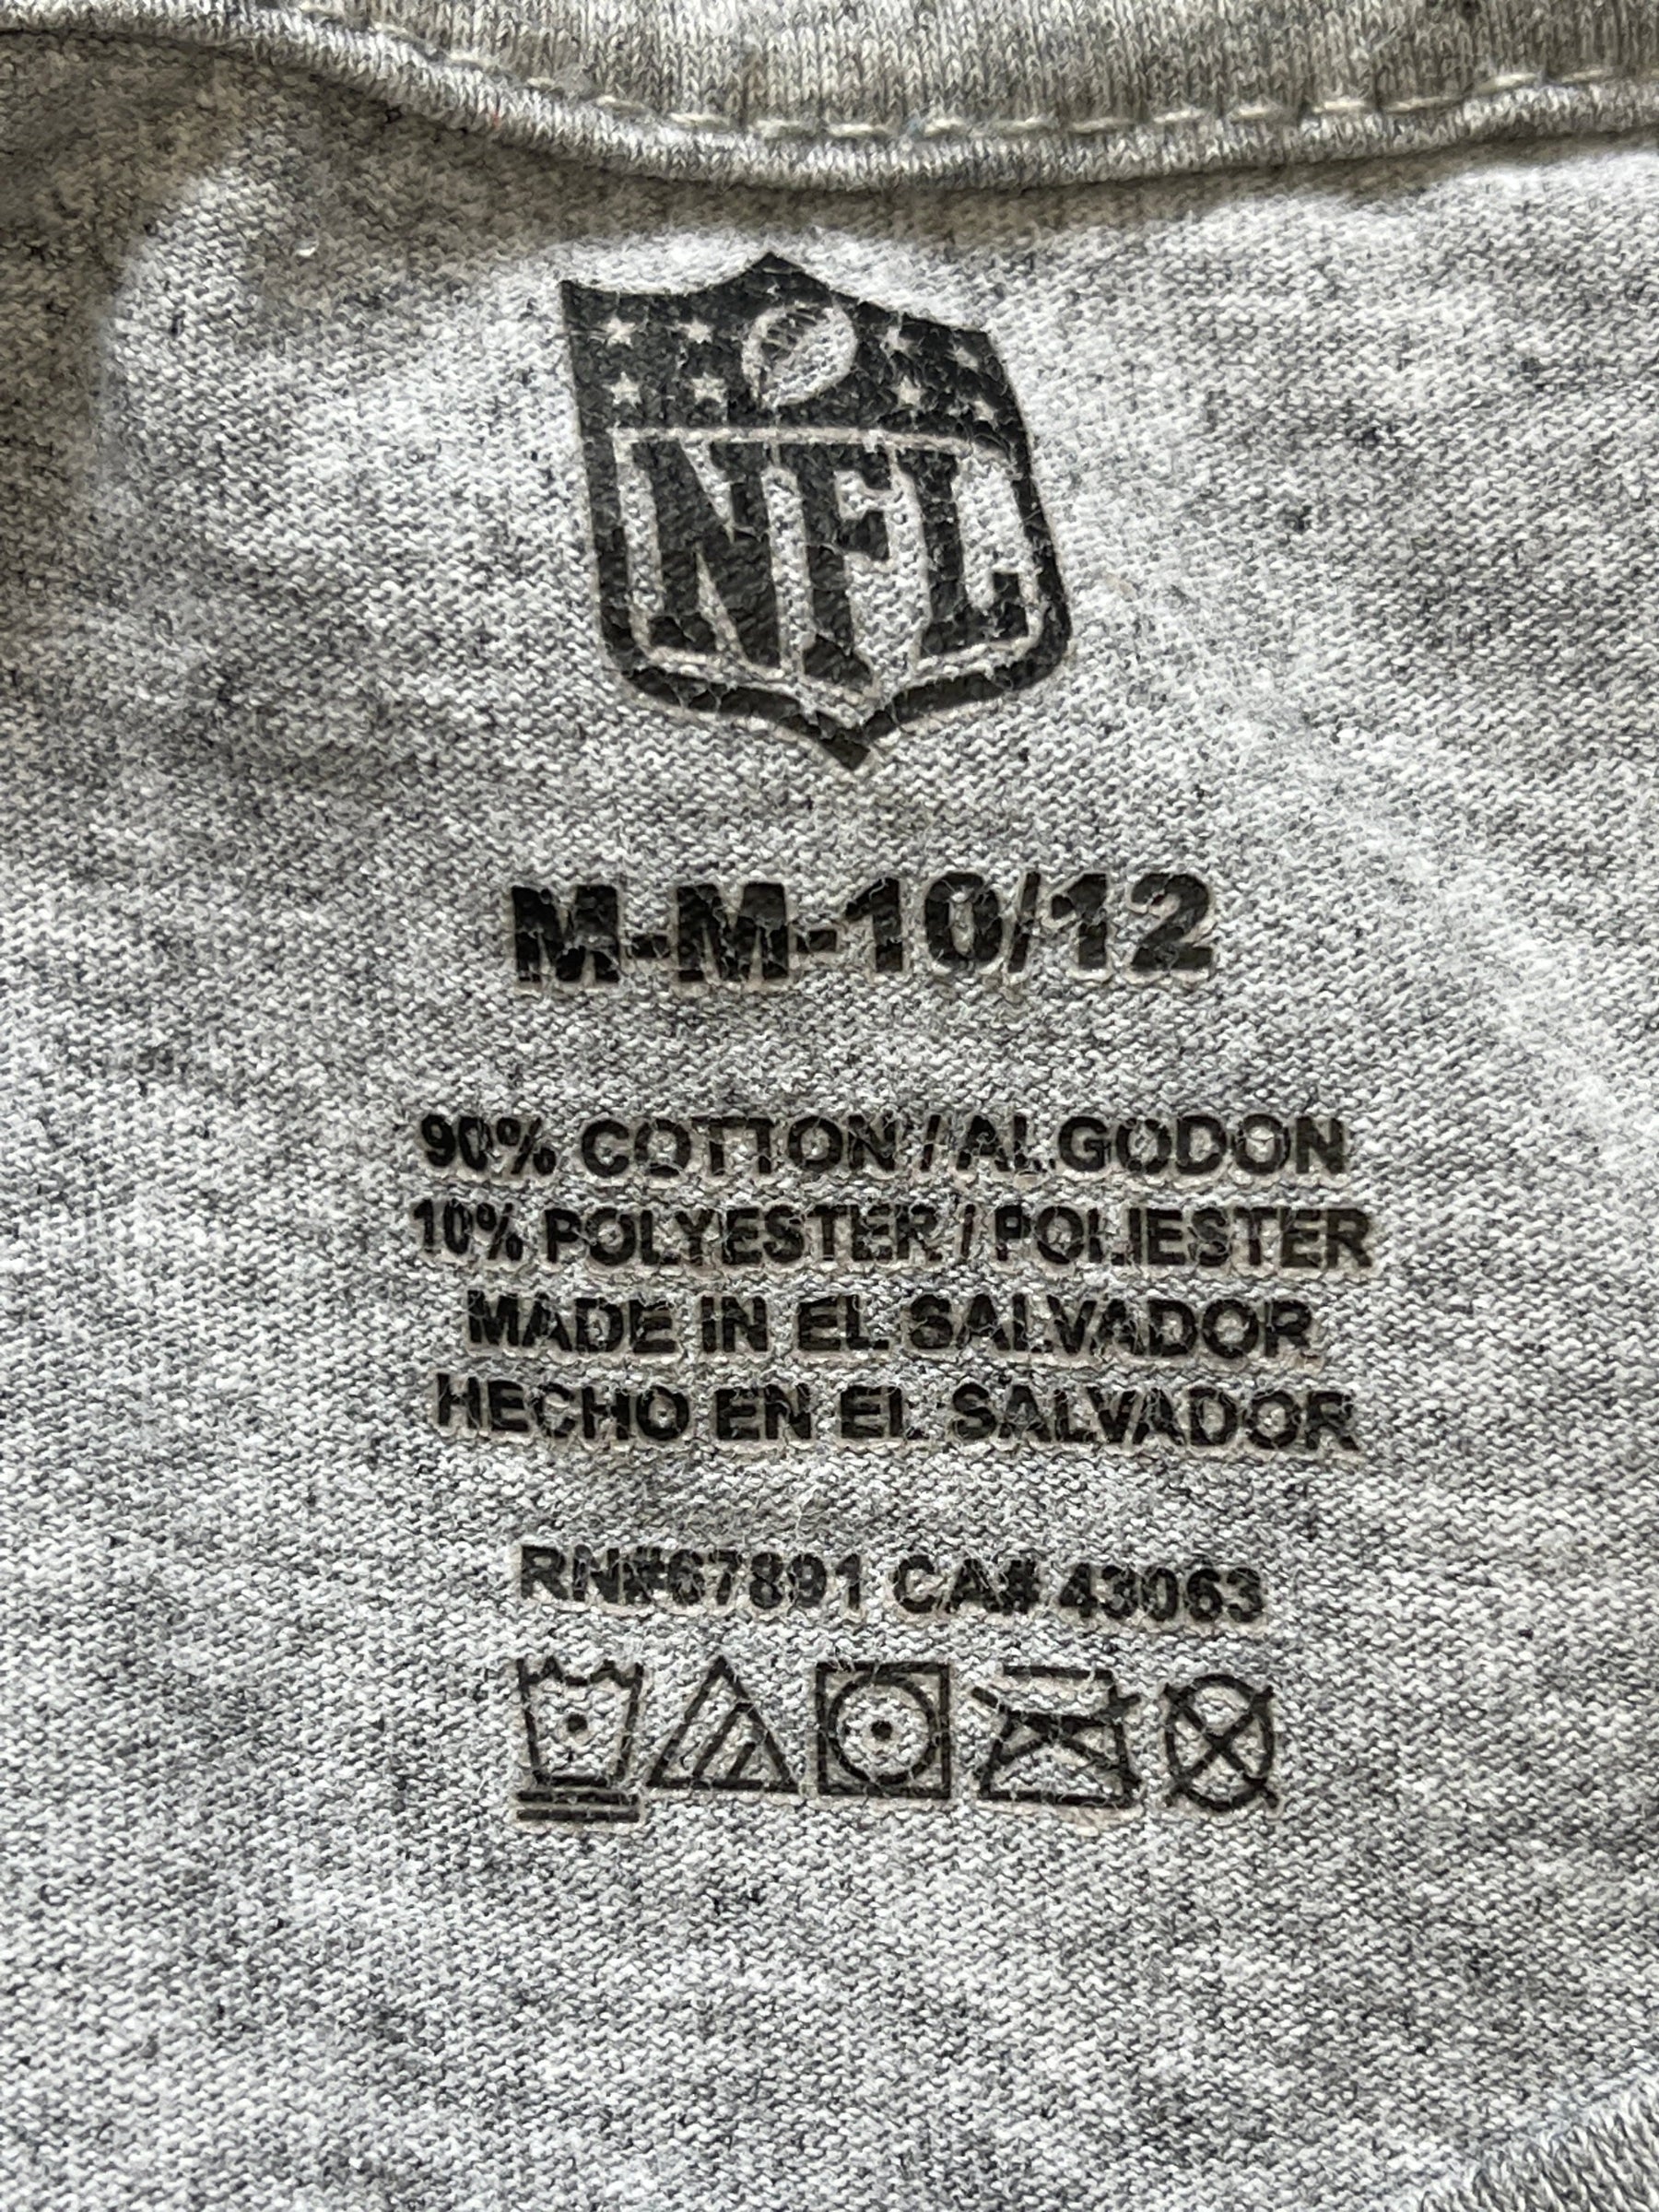 NFL
M-M-10/12
90% COTTON / ALGODON
10% POLYESTER / POLIESTER
MADE IN EL SALVADOR
HECHO EN EL SALVADOR
RN#67891 CA# 43063